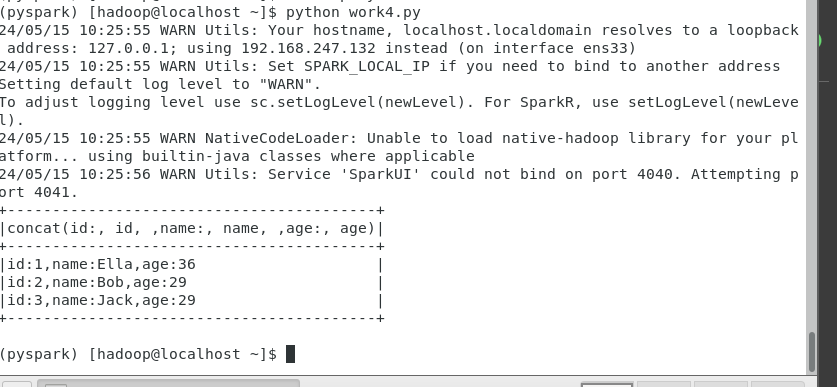 (pyspark) [hadoop@localhost ~]$ python work4.py
24/05/15 10:25:55 WARN Utils: Your hostname, localhost.localdomain resolves to a loopback
 address: 127.0.0.1; using 192.168.247.132 instead (on interface ens33)
24/05/15 10:25:55 WARN Utils: Set SPARK_LOCAL_IP if you need to bind to another address
Setting default log level to "WARN".
To adjust logging level use sc.setLogLevel(newLevel). For SparkR, use setLogLevel(newLeve
l).
24/05/15 10:25:55 WARN NativeCodeLoader: Unable to load native-hadoop library for your pl
atform... using builtin-java classes where applicable
24/05/15 10:25:56 WARN Utils: Service 'SparkUI' could not bind on port 4040. Attempting p
ort 4041.
+-----------------------------------------+
|concat(id:, id, ,name:, name, ,age:, age)|
+-----------------------------------------+
|id:1,name:Ella,age:36                    |
|id:2,name:Bob,age:29                     |
|id:3,name:Jack,age:29                    |
+-----------------------------------------+
(pyspark) [hadoop@localhost ~]$